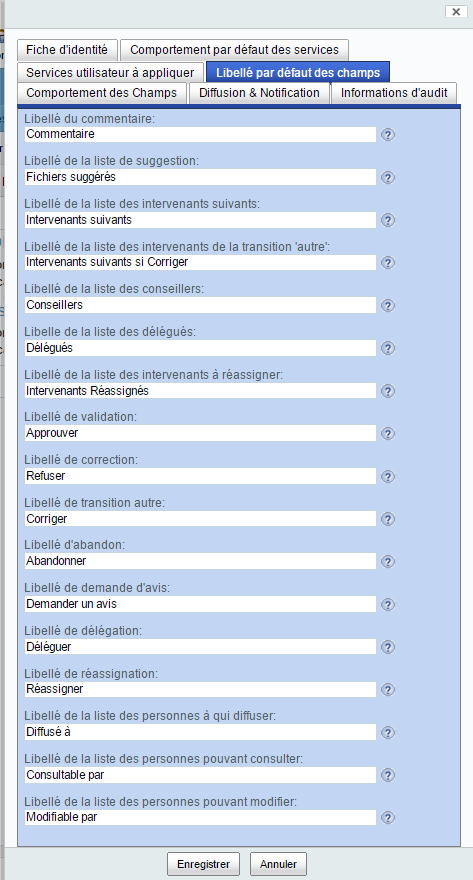 Fiche d'identité
Comportement par défaut des services
Services utilisateur à appliquer
Libellé par défaut des champs
Comportement des Champs
Diffusion & Notification
Informations d'audit
Libellé du commentaire:
Commentaire
Libellé de la liste de suggestion:
Fichiers suggérés
Libellé de la liste des intervenants suivants:
Intervenants suivants
Libellé de la liste des intervenants de la transition 'autre':
Intervenants suivants si Corriger
Libellé de la liste des conseillers:
Conseillers
Libelle de la liste des délégués:
Délégués
Libellé de la liste des intervenants à réassigner:
Intervenants Réassignés
Libellé de validation:
Approuver
Libellé de correction:
Refuser
Libellé de transition autre:
Corriger
Libellé d'abandon:
Abandonner
Libellé de demande d'avis:
Demander un avis
Libellé de délégation:
Déléguer
Libellé de réassignation:
Réassigner
Libellé de la liste des personnes à qui diffuser:
Diffusé à
Libellé de la liste des personnes pouvant consulter:
Consultable par
Libellé de la liste des personnes pouvant modifier:
Modifiable par
Enregistrer
Annuler